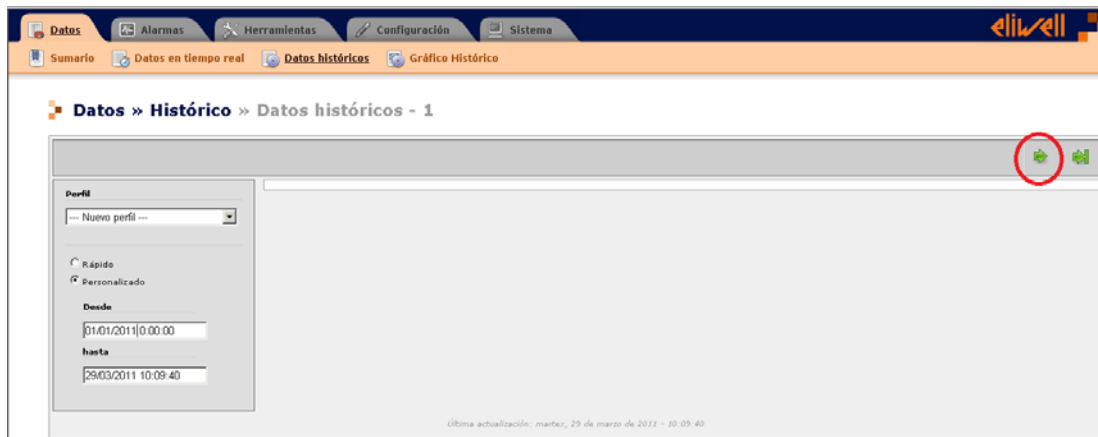 Datos Alarmas Herramientas Configuración Sistema eliwell
Sumario Datos en tiempo real Datos históricos Gráfico Histórico
Datos » Histórico » Datos históricos - 1
Perfil
--- Nuevo perfil ---
Rápido
Personalizado
Desde
01/01/2011 0:00:00
hasta
29/03/2011 10:09:40
Última actualización: martes, 29 de marzo de 2011 - 10:09:40